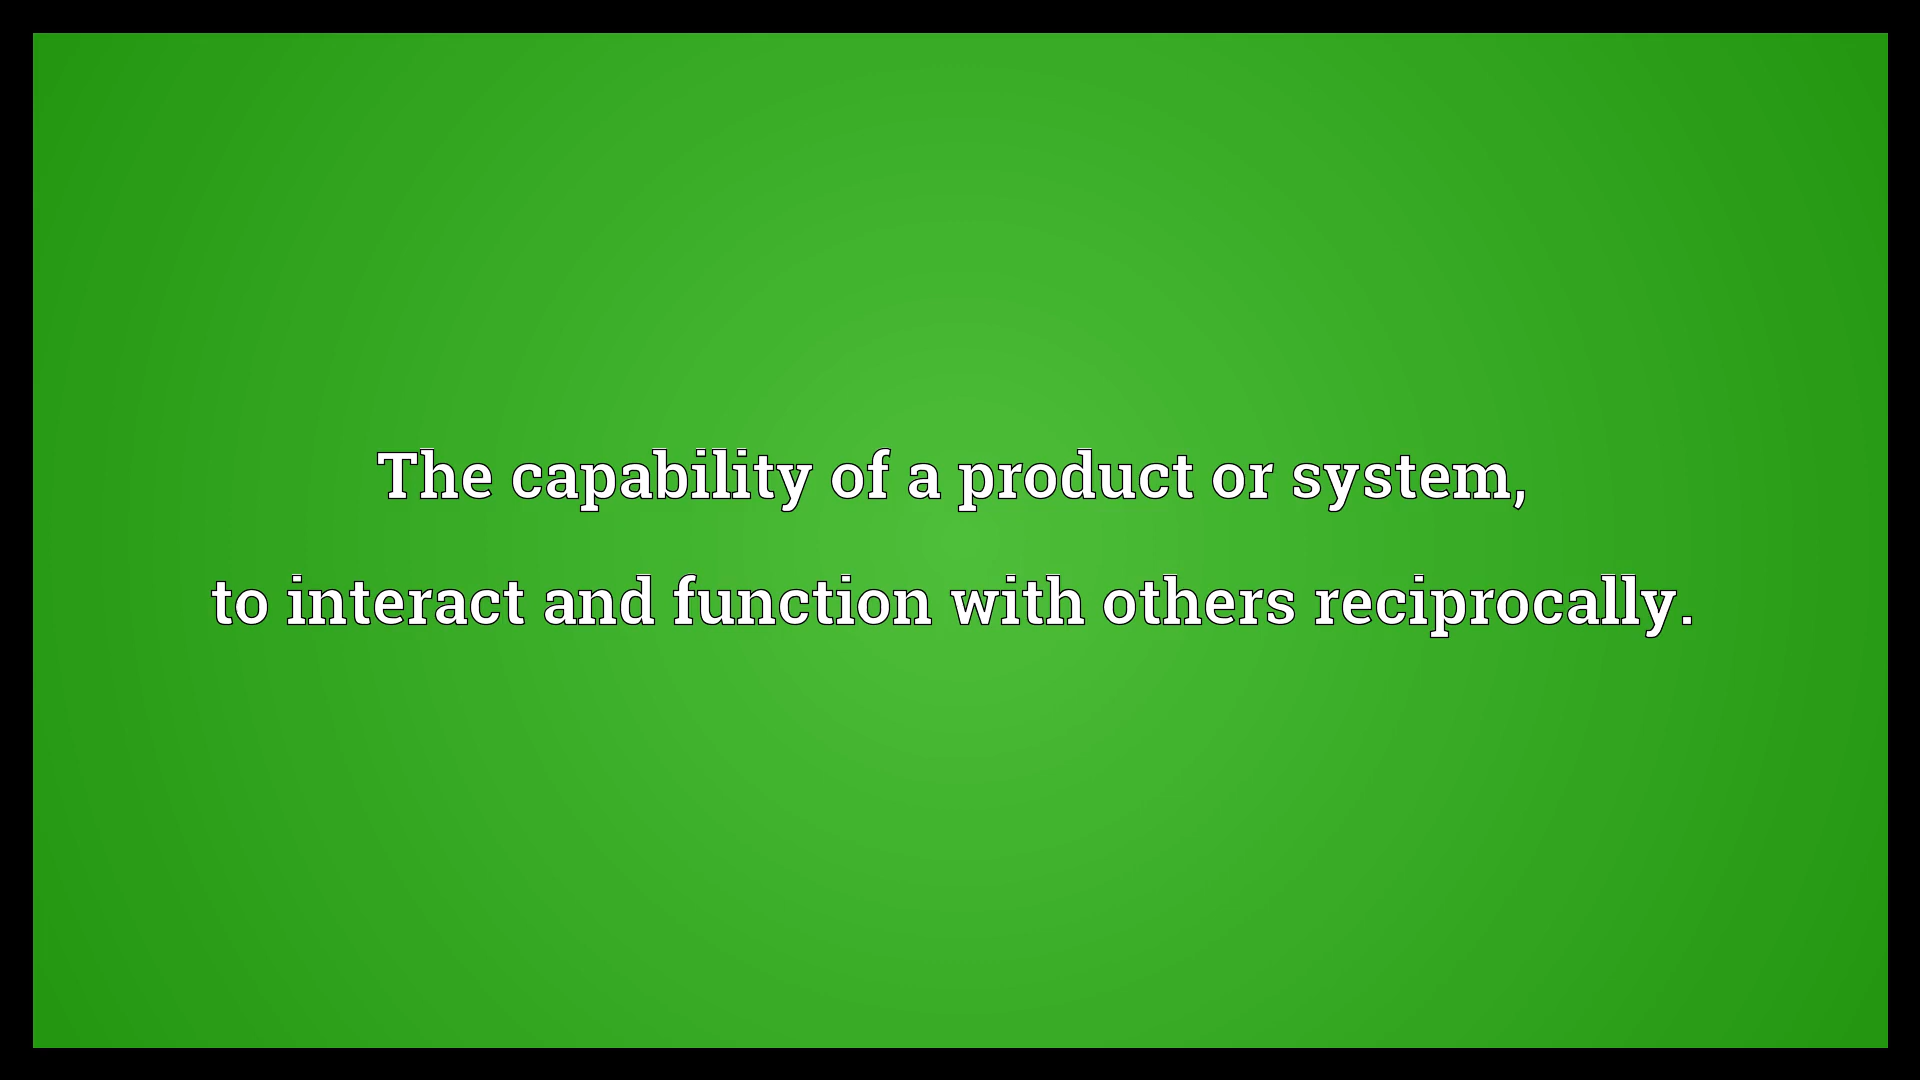 The capability of a product or system,
to interact and function with others reciprocally.